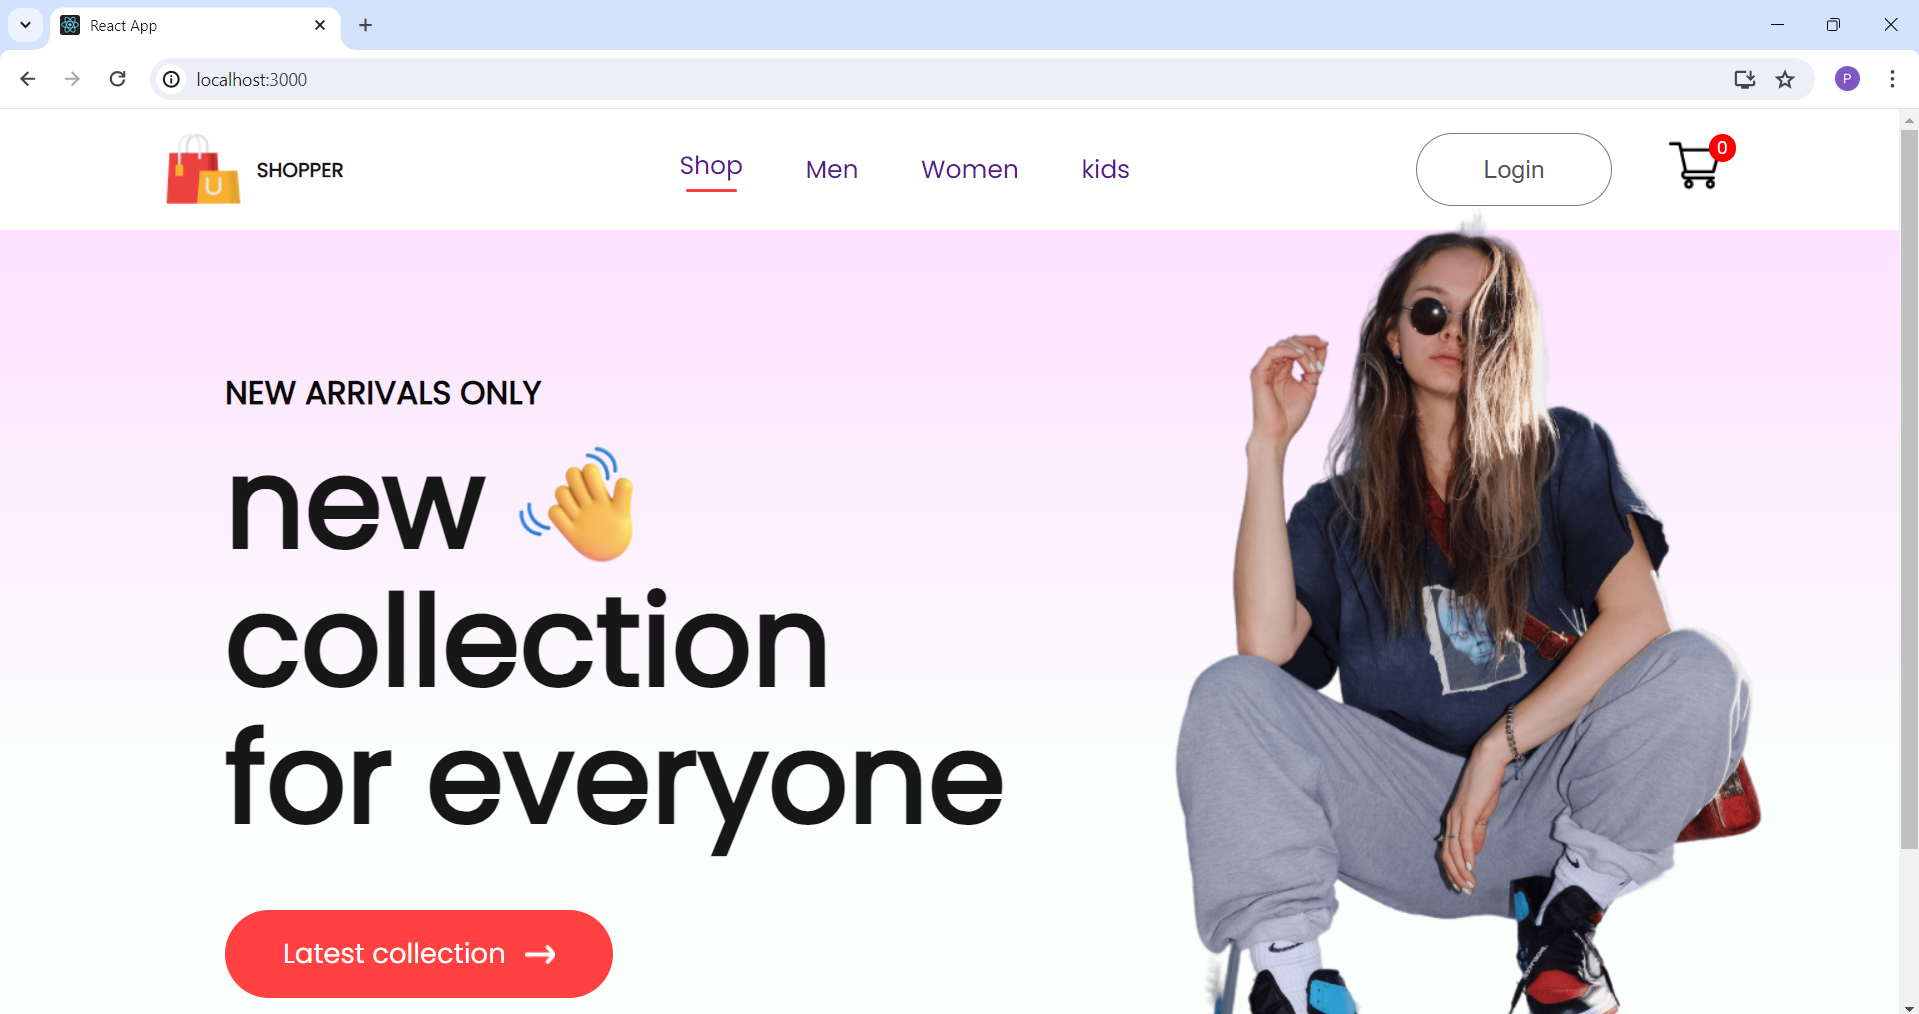 React App
localhost:3000
P
U
SHOPPER
Shop
Men
Women
kids
Login
0
NEW ARRIVALS ONLY
new
collection
for everyone
Latest collection